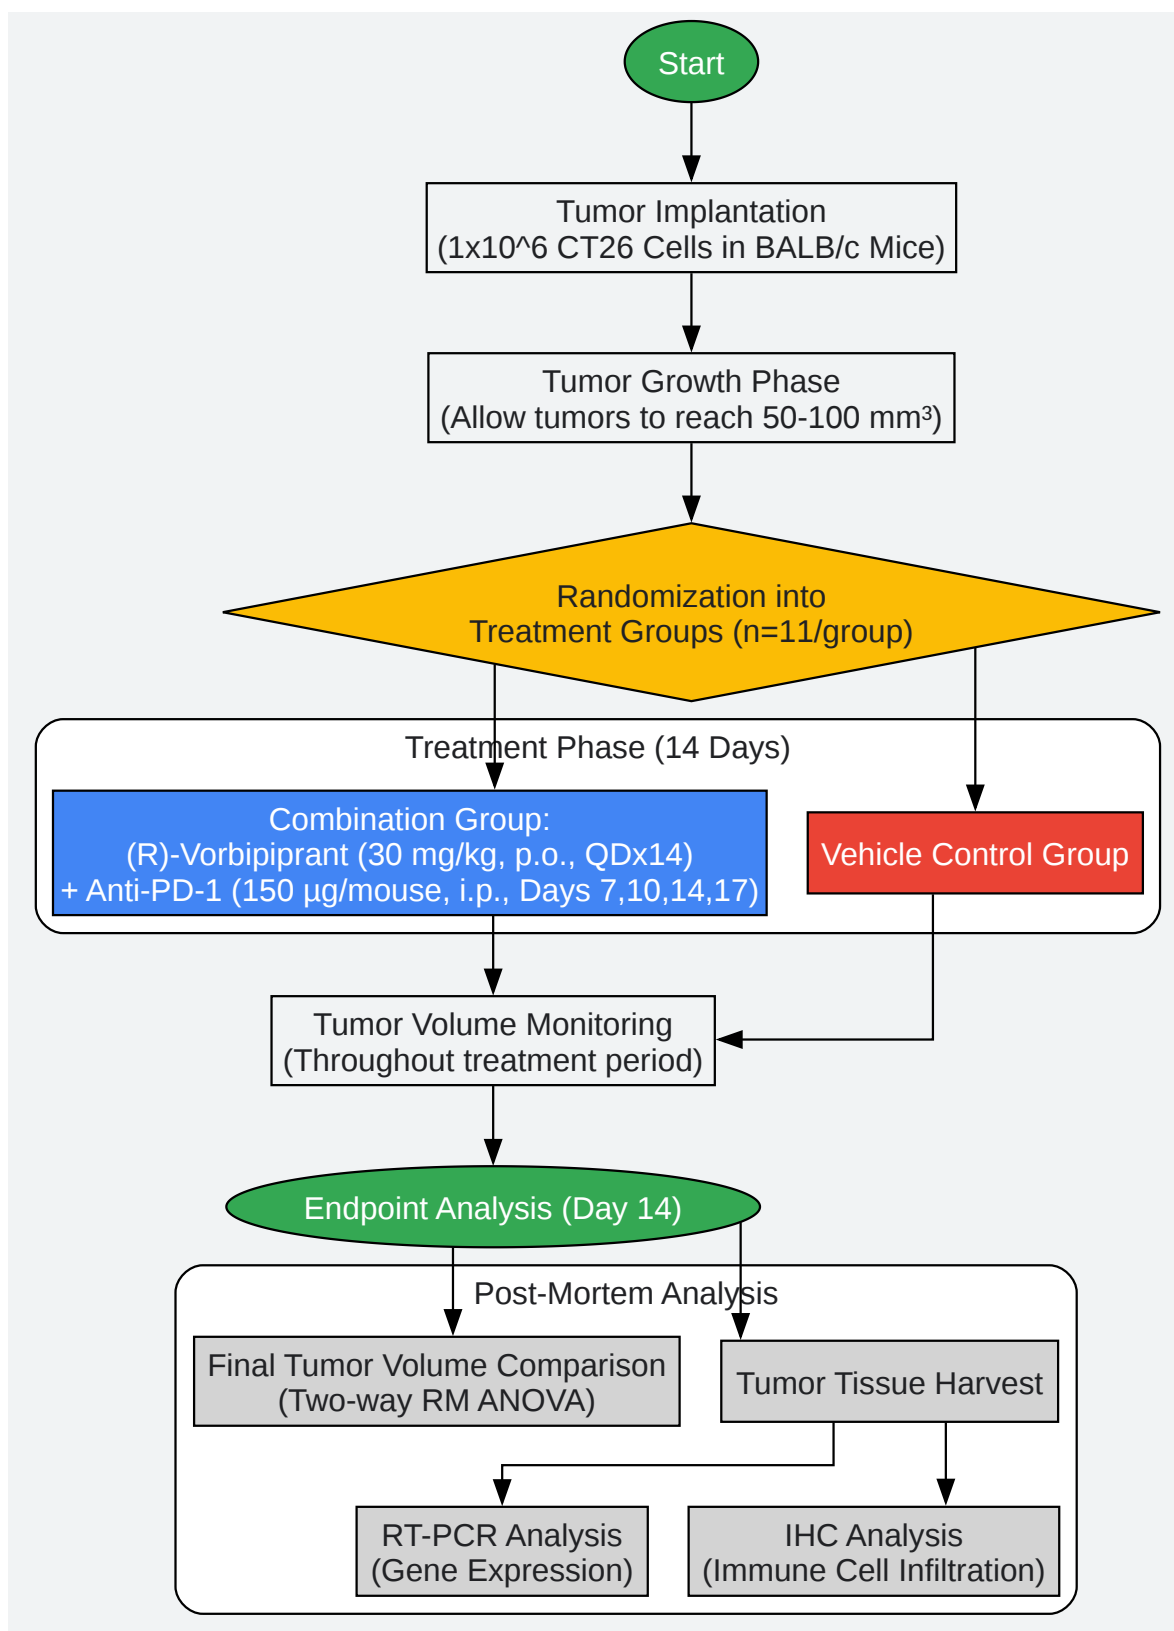 Start
Tumor Implantation
(1x10^6 CT26 Cells in BALB/c Mice)
Tumor Growth Phase
(Allow tumors to reach 50-100 mm³)
Randomization into
Treatment Groups (n=11/group)
Treatment Phase (14 Days)
Combination Group:
(R)-Vorbipiprant (30 mg/kg, p.o., QDx14)
+ Anti-PD-1 (150 µg/mouse, i.p., Days 7,10,14,17)
Vehicle Control Group
Tumor Volume Monitoring
(Throughout treatment period)
Endpoint Analysis (Day 14)
Post-Mortem Analysis
Final Tumor Volume Comparison
(Two-way RM ANOVA)
Tumor Tissue Harvest
RT-PCR Analysis
(Gene Expression)
IHC Analysis
(Immune Cell Infiltration)